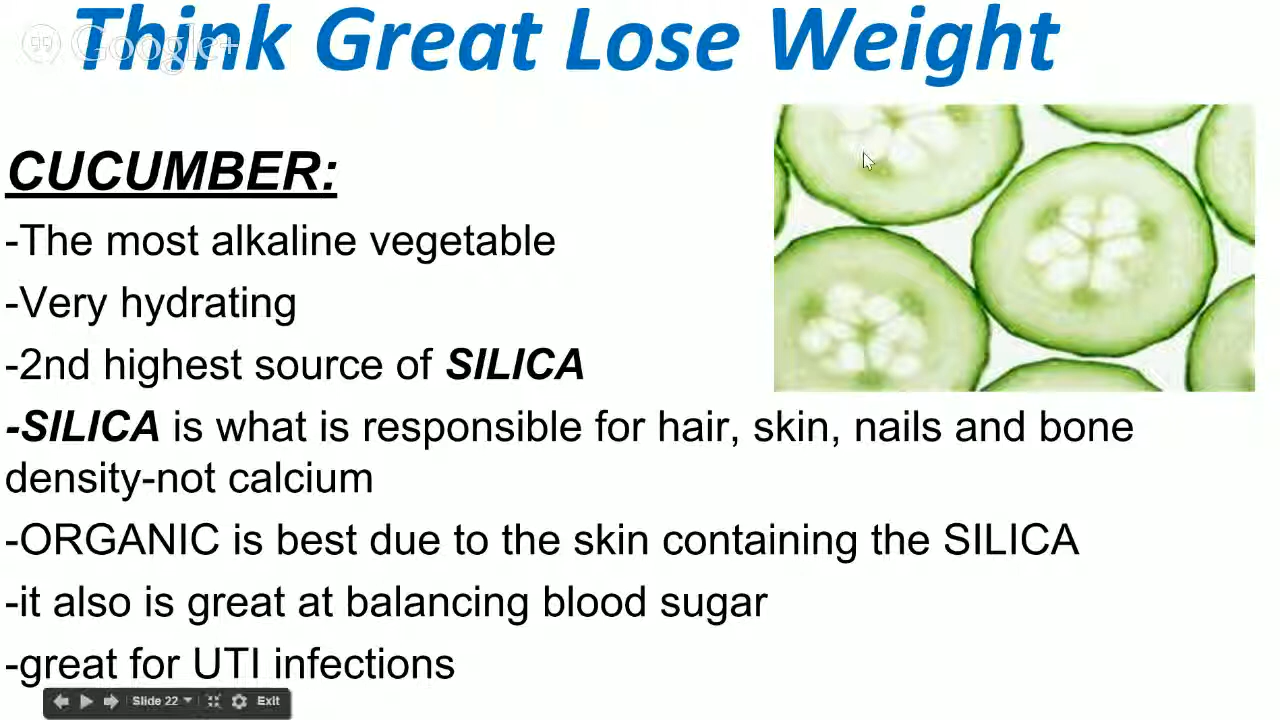 Think Great Lose Weight
Google+
CUCUMBER:
-The most alkaline vegetable
-Very hydrating
-2nd highest source of SILICA
-SILICA is what is responsible for hair, skin, nails and bone
density-not calcium
-ORGANIC is best due to the skin containing the SILICA
-it also is great at balancing blood sugar
-great for UTI infections
Slide 22
Exit